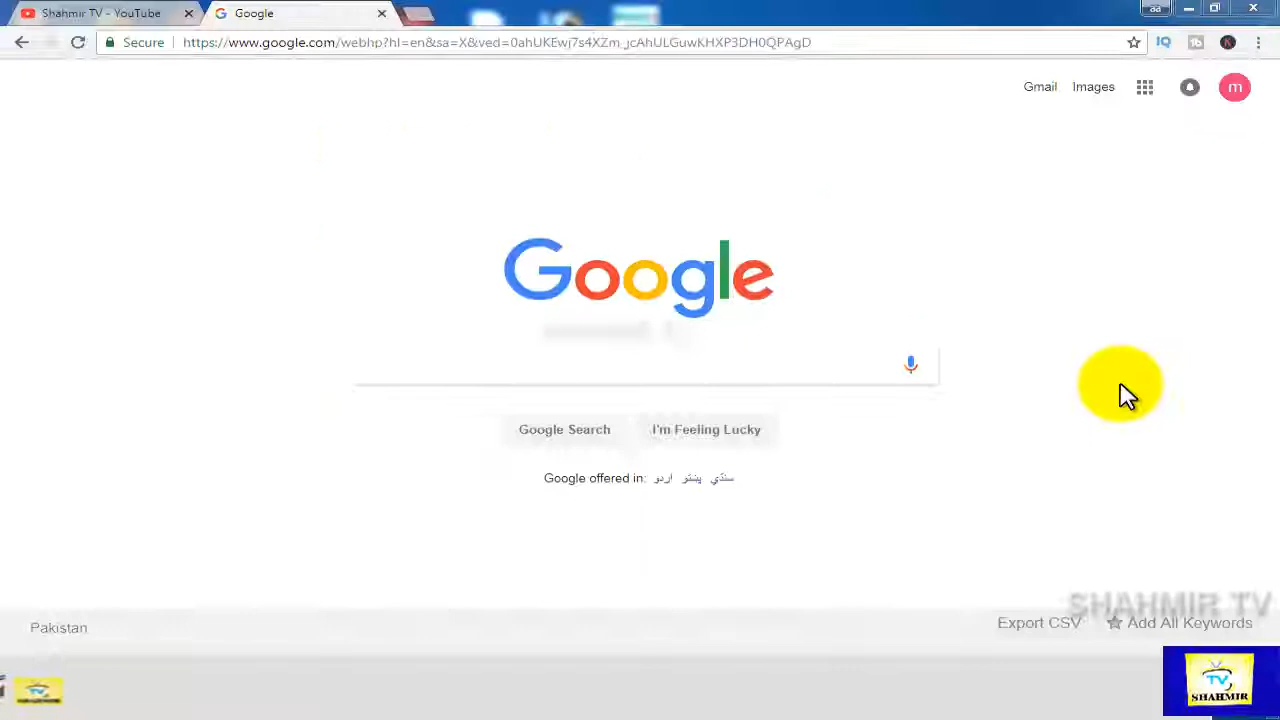 Shahmir TV - YouTube
Google
Secure
https://www.google.com/webhp?hl=en&sa=X&ved=0ahUKEwj7s4XZm_jcAhULGuwKHXP3DH0QPAgD
Gmail Images m
Google
Google Search I'm Feeling Lucky
Google offered in: اردو پښتو سنڌي
SHAHMIR TV
Export CSV Add All Keywords
Pakistan
TV
SHAHMIR